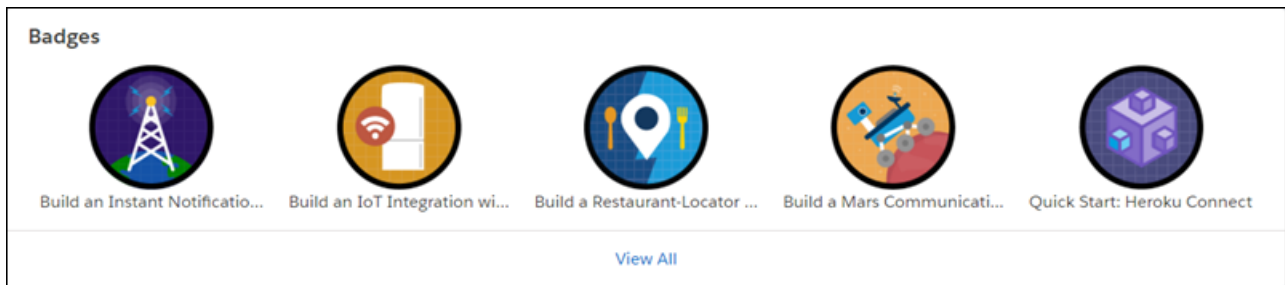 Badges
Build an Instant Notificatio...
Build an IoT Integration wi...
Build a Restaurant-Locator ...
Build a Mars Communicati...
Quick Start: Heroku Connect
View All